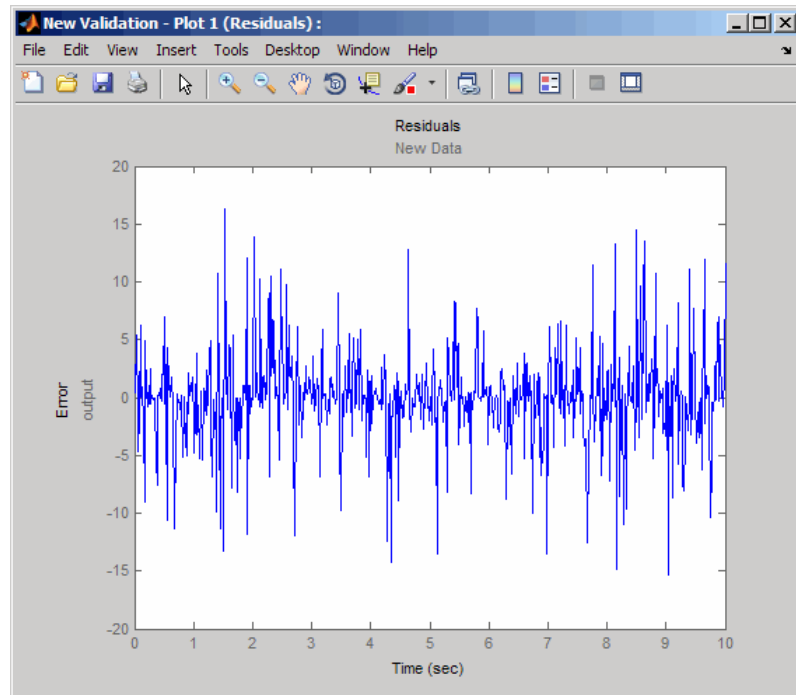 New Validation - Plot 1 (Residuals) :
File Edit View Insert Tools Desktop Window Help
Residuals
New Data
20
15
10
5
0
-5
-10
-15
-20
Error
output
0 1 2 3 4 5 6 7 8 9 10
Time (sec)